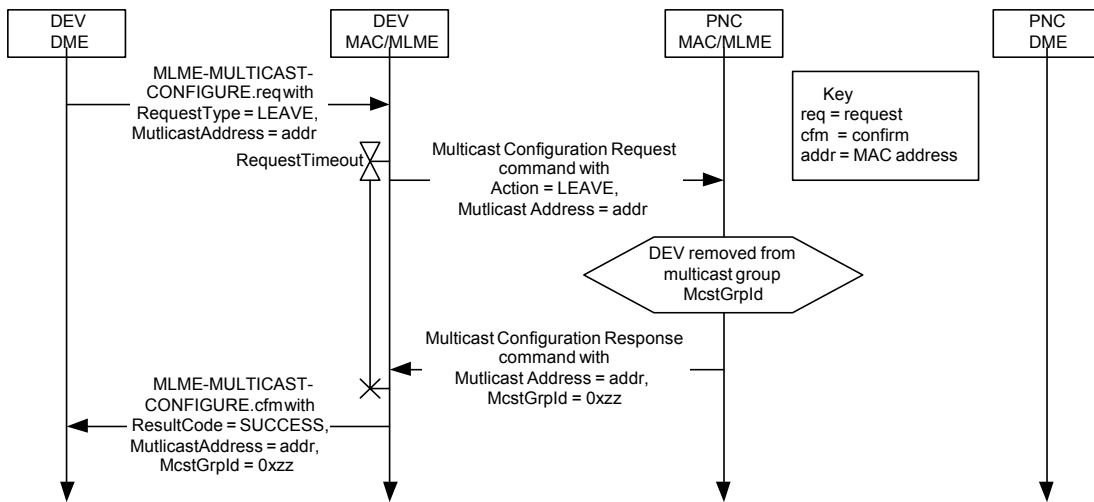 DEV
DME
DEV
MAC/MLME
PNC
MAC/MLME
PNC
DME
MLME-MULTICAST-
CONFIGURE.req with
RequestType = LEAVE,
MutlicastAddress = addr
Key
req = request
cfm = confirm
addr = MAC address
RequestTimeout
Multicast Configuration Request
command with
Action = LEAVE,
Mutlicast Address = addr
DEV removed from
multicast group
McstGrpId
Multicast Configuration Response
command with
Mutlicast Address = addr,
McstGrpId = 0xzz
MLME-MULTICAST-
CONFIGURE.cfm with
ResultCode = SUCCESS,
MutlicastAddress = addr,
McstGrpId = 0xzz